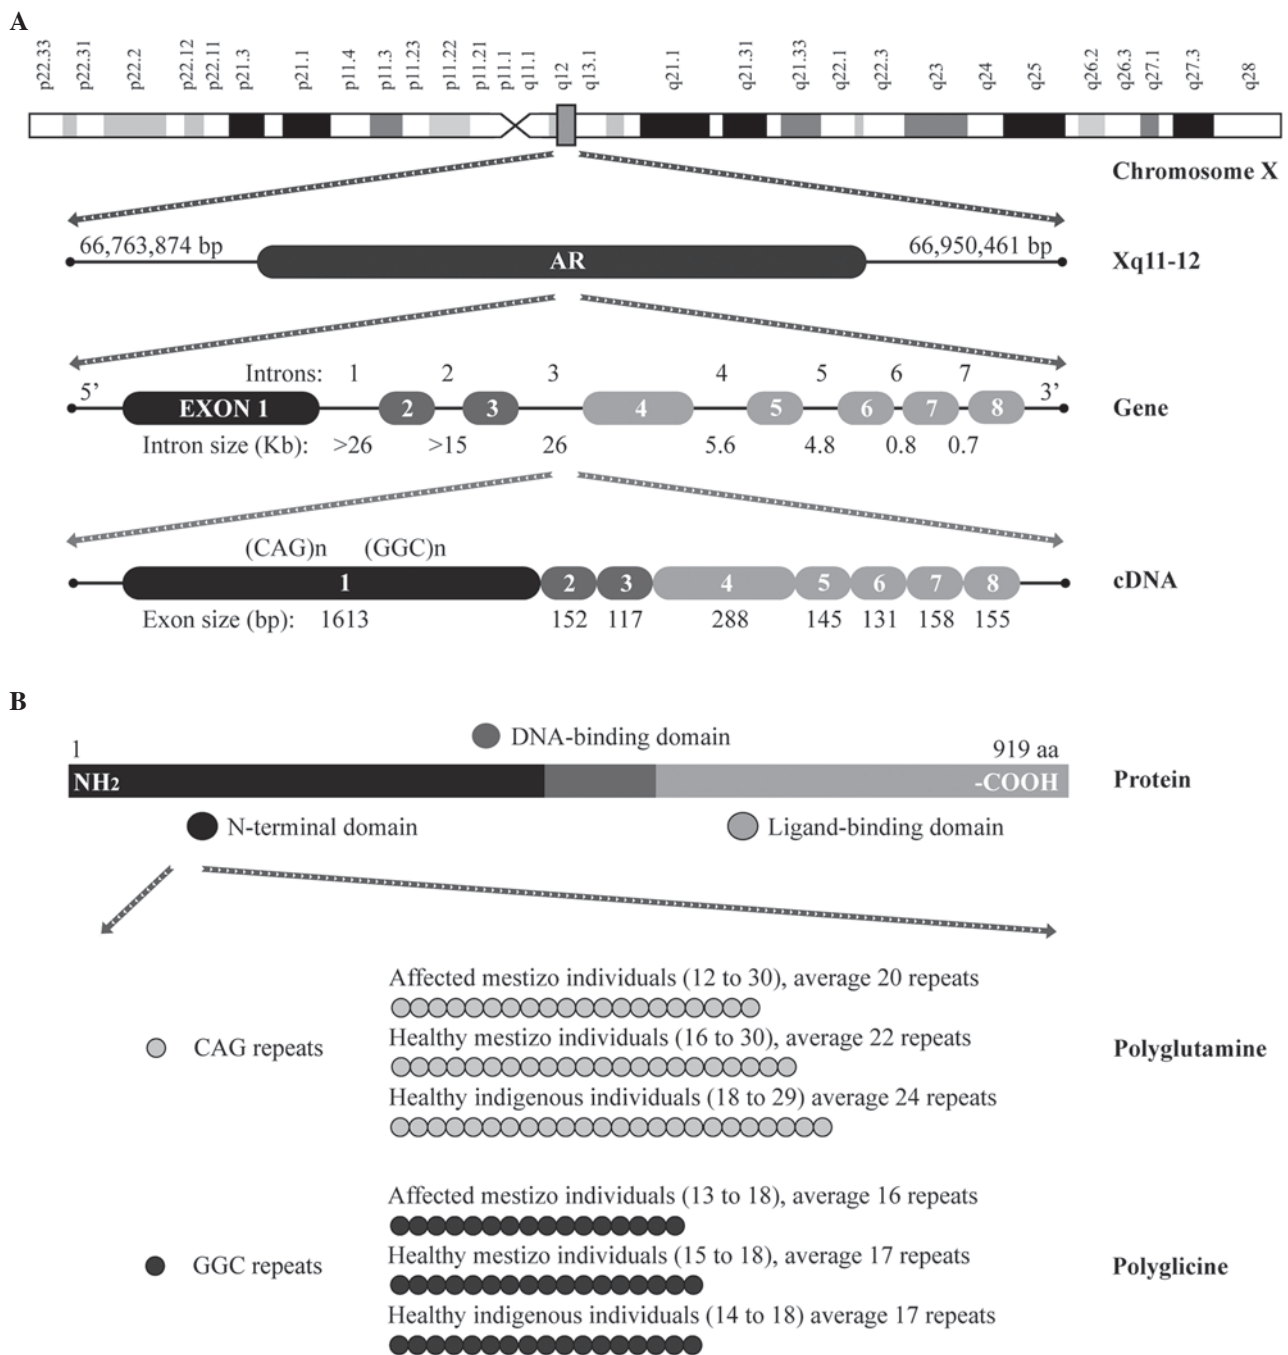 A
p22.33 p22.31 p22.2 p22.12 p22.11 p21.3 p21.1 p11.4 p11.3 p11.23 p11.22 p11.21 p11.1 q11.1 q12 q13.1 q21.1 q21.31 q21.33 q22.1 q22.3 q23 q24 q25 q26.2 q26.3 q27.1 q27.3 q28
Chromosome X
66,763,874 bp AR 66,950,461 bp Xq11-12
Introns: 1 2 3 4 5 6 7
5’ EXON 1 2 3 4 5 6 7 8 3’ Gene
Intron size (Kb): >26 >15 26 5.6 4.8 0.8 0.7
(CAG)n (GGC)n
1 2 3 4 5 6 7 8 cDNA
Exon size (bp): 1613 152 117 288 145 131 158 155
B
DNA-binding domain
1 919 aa
NH2 -COOH Protein
N-terminal domain Ligand-binding domain
Affected mestizo individuals (12 to 30), average 20 repeats
Healthy mestizo individuals (16 to 30), average 22 repeats
CAG repeats Polyglutamine
Healthy indigenous individuals (18 to 29) average 24 repeats
Affected mestizo individuals (13 to 18), average 16 repeats
Healthy mestizo individuals (15 to 18), average 17 repeats
GGC repeats Polyglicine
Healthy indigenous individuals (14 to 18) average 17 repeats